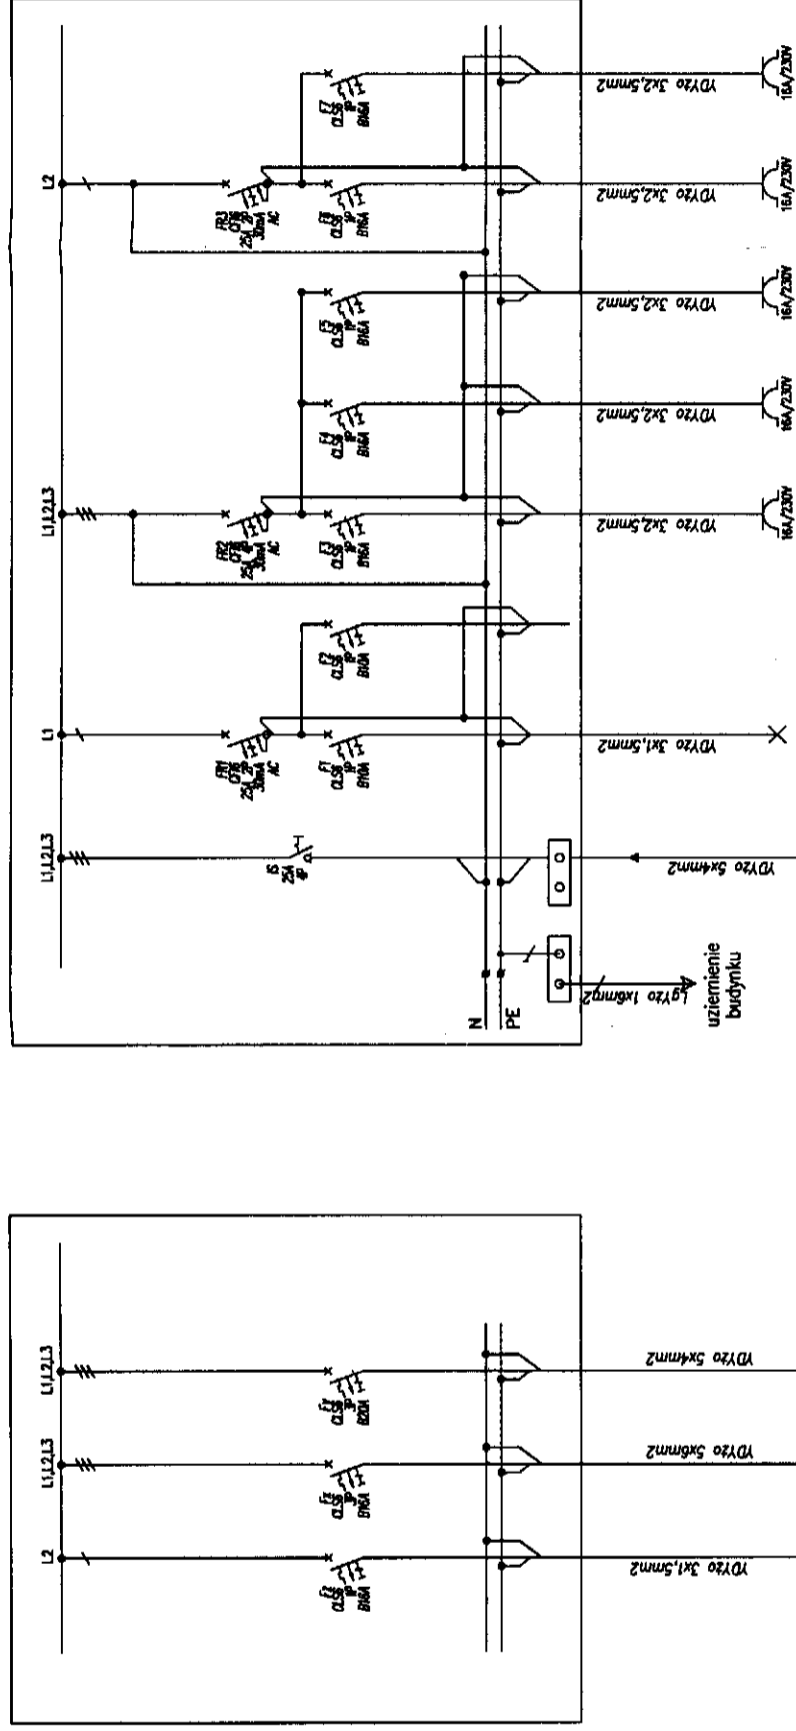 L1,L2,L3
L1
L1,L2,L3
L2
1S
25A
4P
FR1
CFI6
25A 2P
30mA
AC
F1
CLS6
1P
B10A
F2
CLS6
1P
B10A
FR2
CFI6
25A 4P
30mA
AC
F3
CLS6
1P
B16A
F4
CLS6
1P
B16A
F5
CLS6
1P
B16A
FR3
CFI6
25A 2P
30mA
AC
F6
CLS6
1P
B16A
F7
CLS6
1P
B16A
N
PE
LgYżo 1x6mm2
uziemienie
budynku
YDYżo 5x4mm2
YDYżo 3x1,5mm2
YDYżo 3x2,5mm2
YDYżo 3x2,5mm2
YDYżo 3x2,5mm2
YDYżo 3x2,5mm2
YDYżo 3x2,5mm2
16A/230V
16A/230V
16A/230V
16A/230V
16A/230V
L2
L1,L2,L3
L1,L2,L3
CLS6
1P
B16A
CLS6
3P
B16A
CLS6
3P
B20A
YDYżo 3x1,5mm2
YDYżo 5x6mm2
YDYżo 5x4mm2